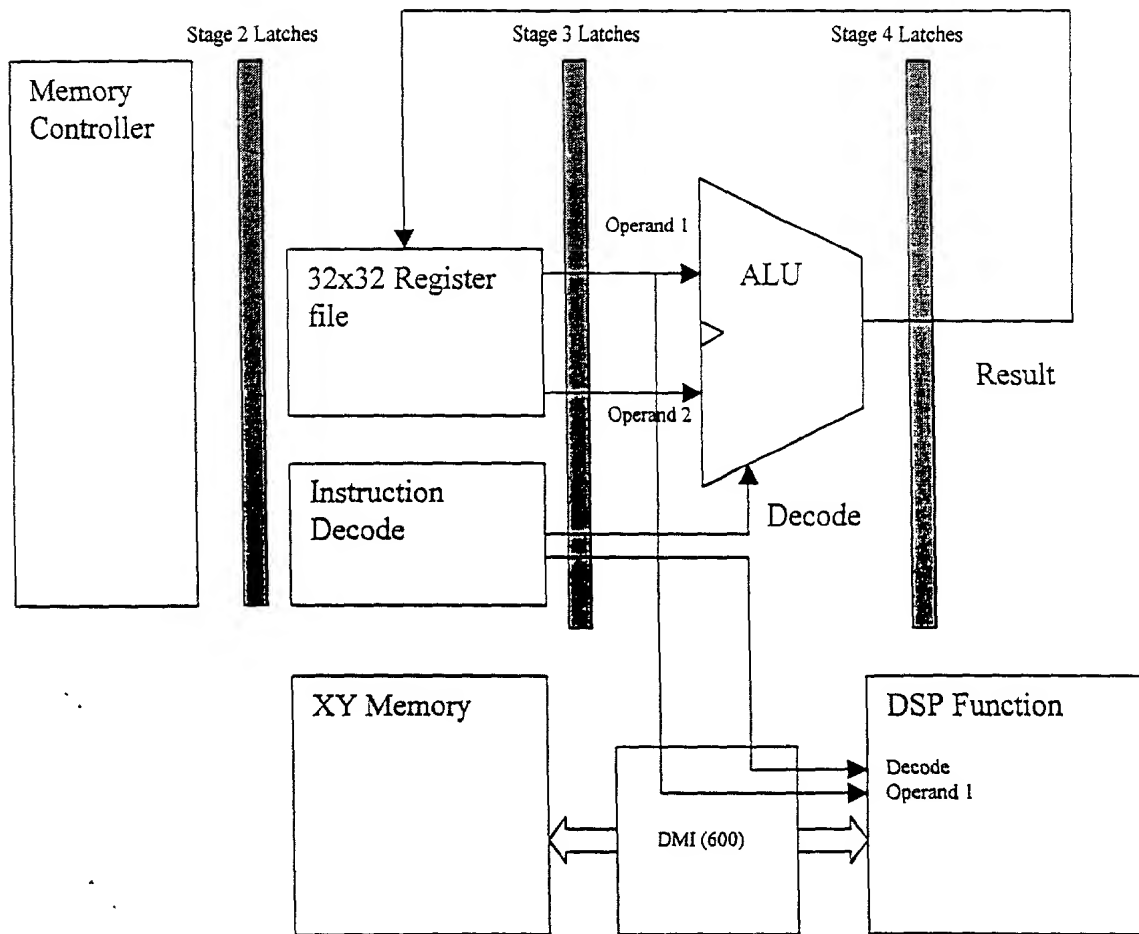 Stage 2 Latches
Stage 3 Latches
Stage 4 Latches
Memory
Controller
Operand 1
32x32 Register
file
ALU
Operand 2
Result
Instruction
Decode
Decode
XY Memory
DSP Function
Decode
Operand 1
DMI (600)